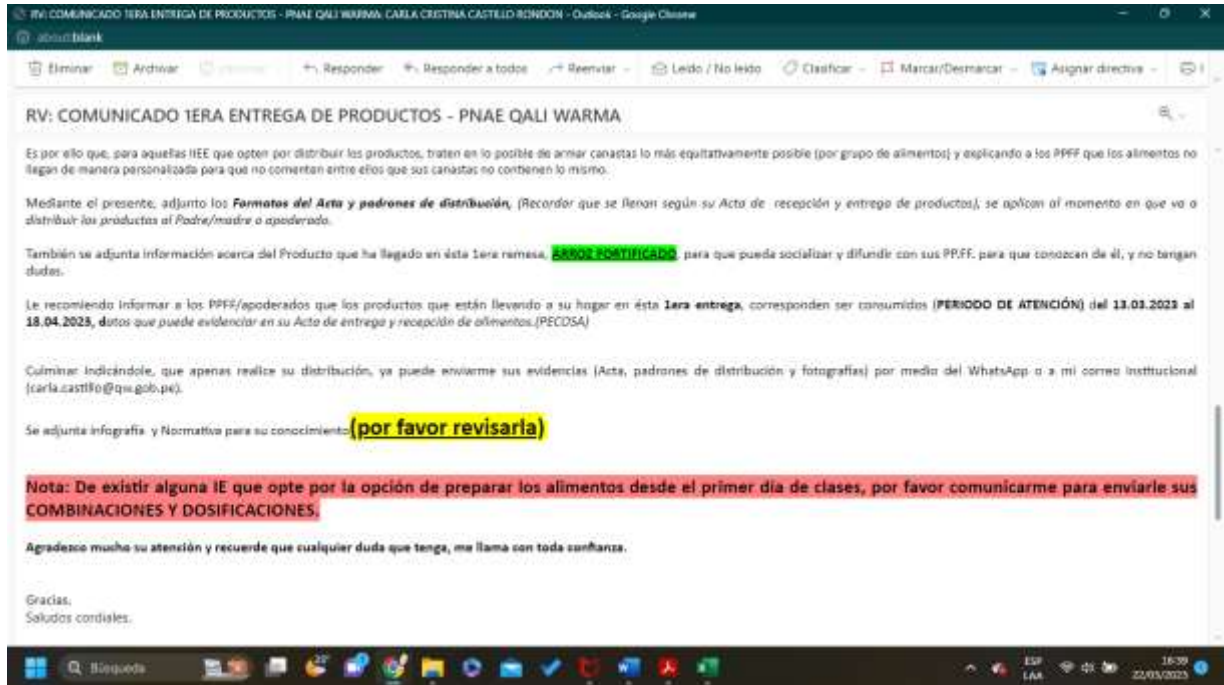 RV: COMUNICADO 1ERA ENTREGA DE PRODUCTOS - PNAE QALI WARMA: CARLA CRISTINA CASTILLO RONDON - Outlook - Google Chrome
about:blank
Eliminar Archivar Responder Responder a todos Reenviar Leído / No leído Clasificar Marcar/Desmarcar Asignar directiva
RV: COMUNICADO 1ERA ENTREGA DE PRODUCTOS - PNAE QALI WARMA
Es por ello que, para aquellas IIEE que opten por distribuir los productos, traten en lo posible de armar canastas lo más equitativamente posible (por grupo de alimentos) y explicando a los PPFF que los alimentos no
llegan de manera personalizada para que no comenten entre ellos que sus canastas no contienen lo mismo.
Mediante el presente, adjunto los Formatos del Acta y padrones de distribución, (Recordar que se llenan según su Acta de recepción y entrega de productos), se aplican al momento en que va a
distribuir los productos al Padre/madre o apoderado.
También se adjunta información acerca del Producto que ha llegado en ésta 1era remesa, ARROZ FORTIFICADO, para que pueda socializar y difundir con sus PP.FF. para que conozcan de él, y no tengan
dudas.
Le recomiendo informar a los PPFF/apoderados que los productos que están llevando a su hogar en ésta 1era entrega, corresponden ser consumidos (PERIODO DE ATENCIÓN) del 13.03.2023 al
18.04.2023, datos que puede evidenciar en su Acta de entrega y recepción de alimentos.(PECOSA)
Culminar indicándole, que apenas realice su distribución, ya puede enviarme sus evidencias (Acta, padrones de distribución y fotografías) por medio del WhatsApp o a mi correo institucional
(carla.castillo@qw.gob.pe).
Se adjunta infografía y Normativa para su conocimiento(por favor revisarla)
Nota: De existir alguna IE que opte por la opción de preparar los alimentos desde el primer día de clases, por favor comunicarme para enviarle sus
COMBINACIONES Y DOSIFICACIONES.
Agradezco mucho su atención y recuerde que cualquier duda que tenga, me llama con toda confianza.
Gracias.
Saludos cordiales.
Búsqueda
ESP
LAA
16:39
22/03/2023